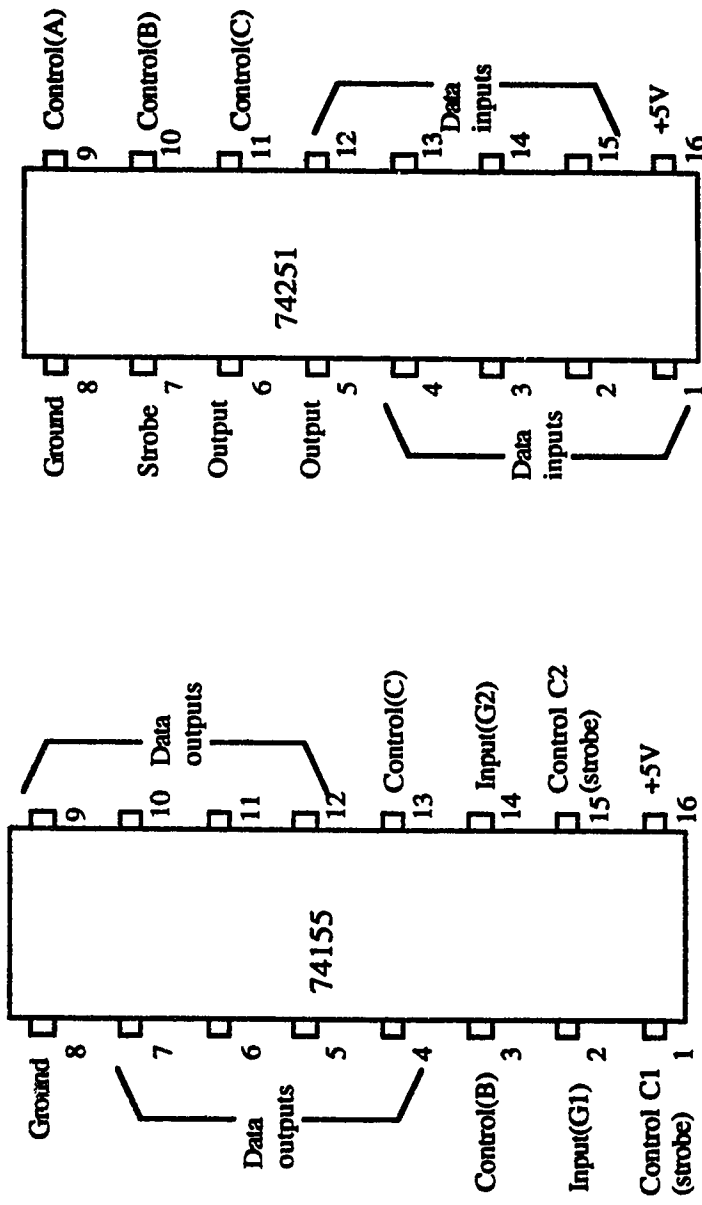 Ground
8
7
6
5
4
Data
outputs
Control(B)
3
Input(G1)
2
Control C1
(strobe)
1
74155
9
10
11
12
Data
outputs
Control(C)
13
Input(G2)
14
Control C2
(strobe)
15
+5V
16
Ground
8
Strobe
7
Output
6
Output
5
4
3
2
1
Data
inputs
74251
Control(A)
9
Control(B)
10
Control(C)
11
12
13
14
15
Data
inputs
+5V
16